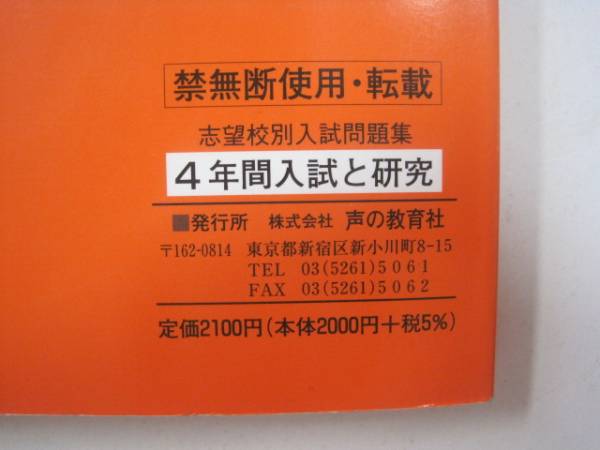 禁無断使用・転載
志望校別入試問題集
4年間入試と研究
■発行所 株式会社 声の教育社
〒162-0814 東京都新宿区新小川町8-15
TEL 03(5261)5061
FAX 03(5261)5062
定価2100円(本体2000円+税5%)